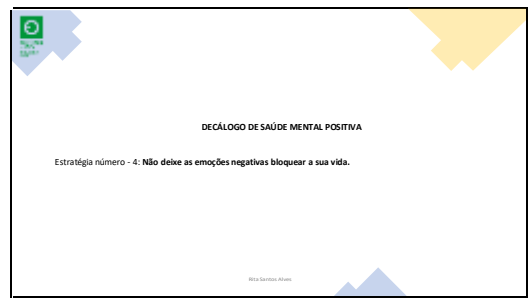 DECÁLOGO DE SAÚDE MENTAL POSITIVA
Estratégia número - 4: Não deixe as emoções negativas bloquear a sua vida.
Rita Santos Alves